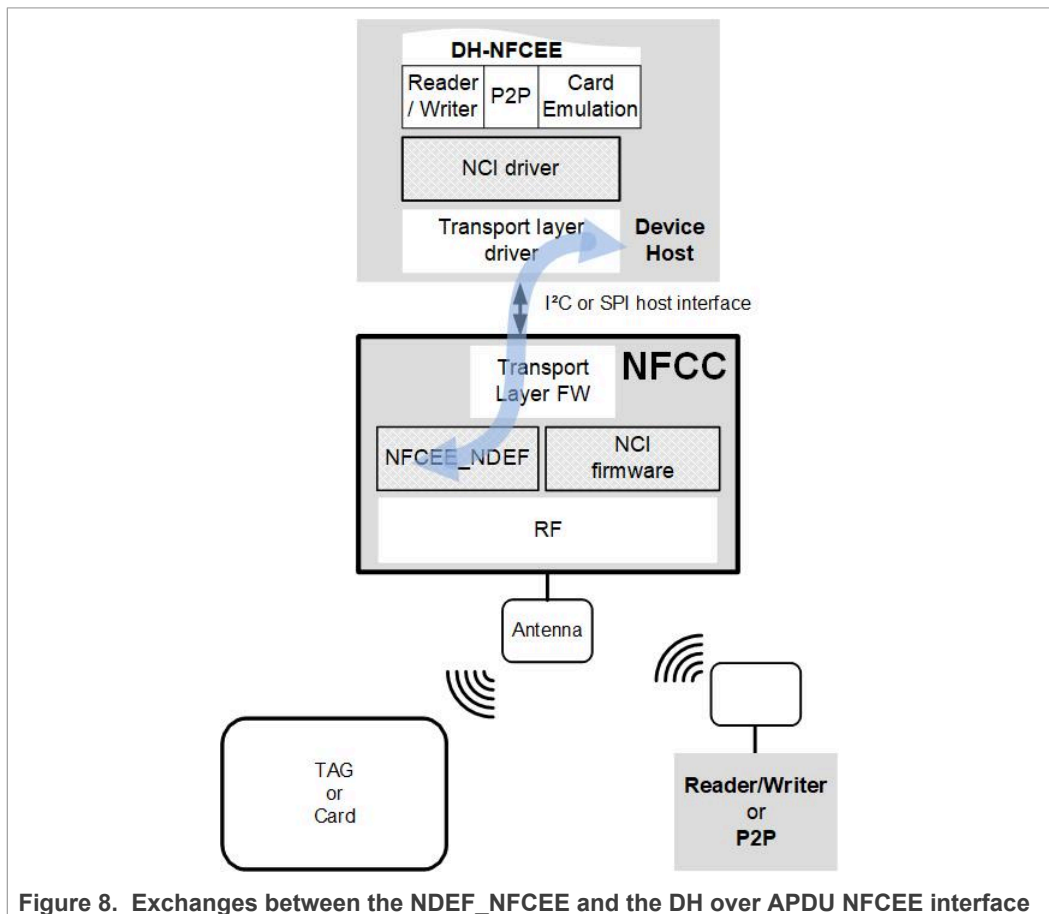 DH-NFCEE
Reader
/ Writer
P2P
Card
Emulation
NCI driver
Transport layer
driver
Device
Host
I²C or SPI host interface
NFCC
Transport
Layer FW
NFCEE_NDEF
NCI
firmware
RF
Antenna
TAG
or
Card
Reader/Writer
or
P2P
Figure 8. Exchanges between the NDEF_NFCEE and the DH over APDU NFCEE interface